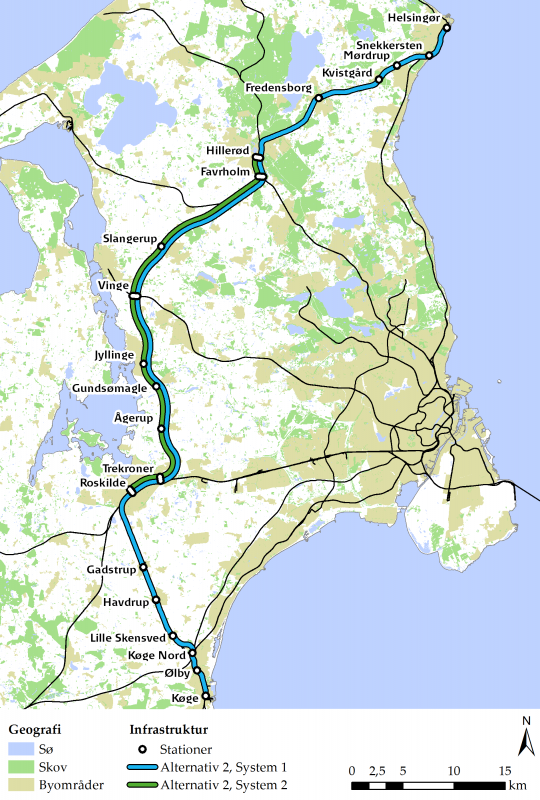 Helsingør
Snekkersten
Mørdrup
Kvistgård
Fredensborg
Hillerød
Favrholm
Slangerup
Vinge
Jyllinge
Gundsømagle
Ågerup
Trekroner
Roskilde
Gadstrup
Havdrup
Lille Skensved
Køge Nord
Ølby
Køge
Geografi
Sø
Skov
Byområder
Infrastruktur
Stationer
Alternativ 2, System 1
Alternativ 2, System 2
N
0 2,5 5 10 15
km